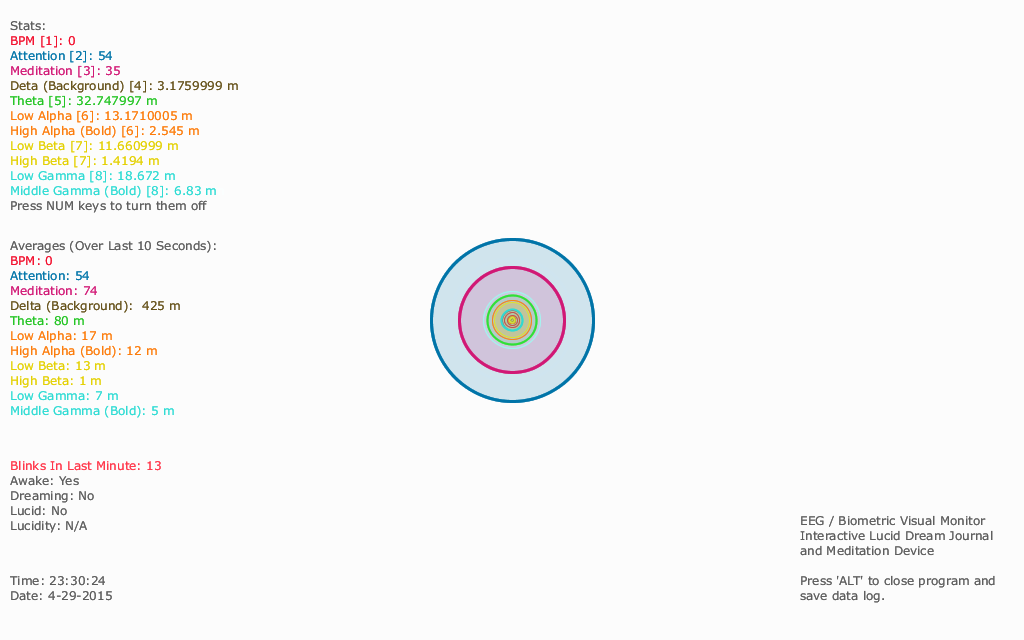 Stats:
BPM [1]: 0
Attention [2]: 54
Meditation [3]: 35
Deta (Background) [4]: 3.1759999 m
Theta [5]: 32.747997 m
Low Alpha [6]: 13.1710005 m
High Alpha (Bold) [6]: 2.545 m
Low Beta [7]: 11.660999 m
High Beta [7]: 1.4194 m
Low Gamma [8]: 18.672 m
Middle Gamma (Bold) [8]: 6.83 m
Press NUM keys to turn them off
Averages (Over Last 10 Seconds):
BPM: 0
Attention: 54
Meditation: 74
Delta (Background):  425 m
Theta: 80 m
Low Alpha: 17 m
High Alpha (Bold): 12 m
Low Beta: 13 m
High Beta: 1 m
Low Gamma: 7 m
Middle Gamma (Bold): 5 m
Blinks In Last Minute: 13
Awake: Yes
Dreaming: No
Lucid: No
Lucidity: N/A
Time: 23:30:24
Date: 4-29-2015
EEG / Biometric Visual Monitor
Interactive Lucid Dream Journal
and Meditation Device
Press 'ALT' to close program and
save data log.